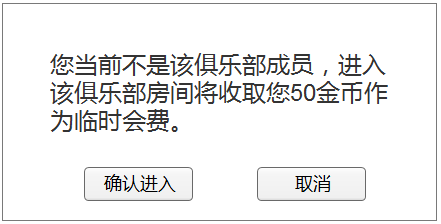 您当前不是该俱乐部成员，进入
该俱乐部房间将收取您50金币作
为临时会费。
确认进入 取消